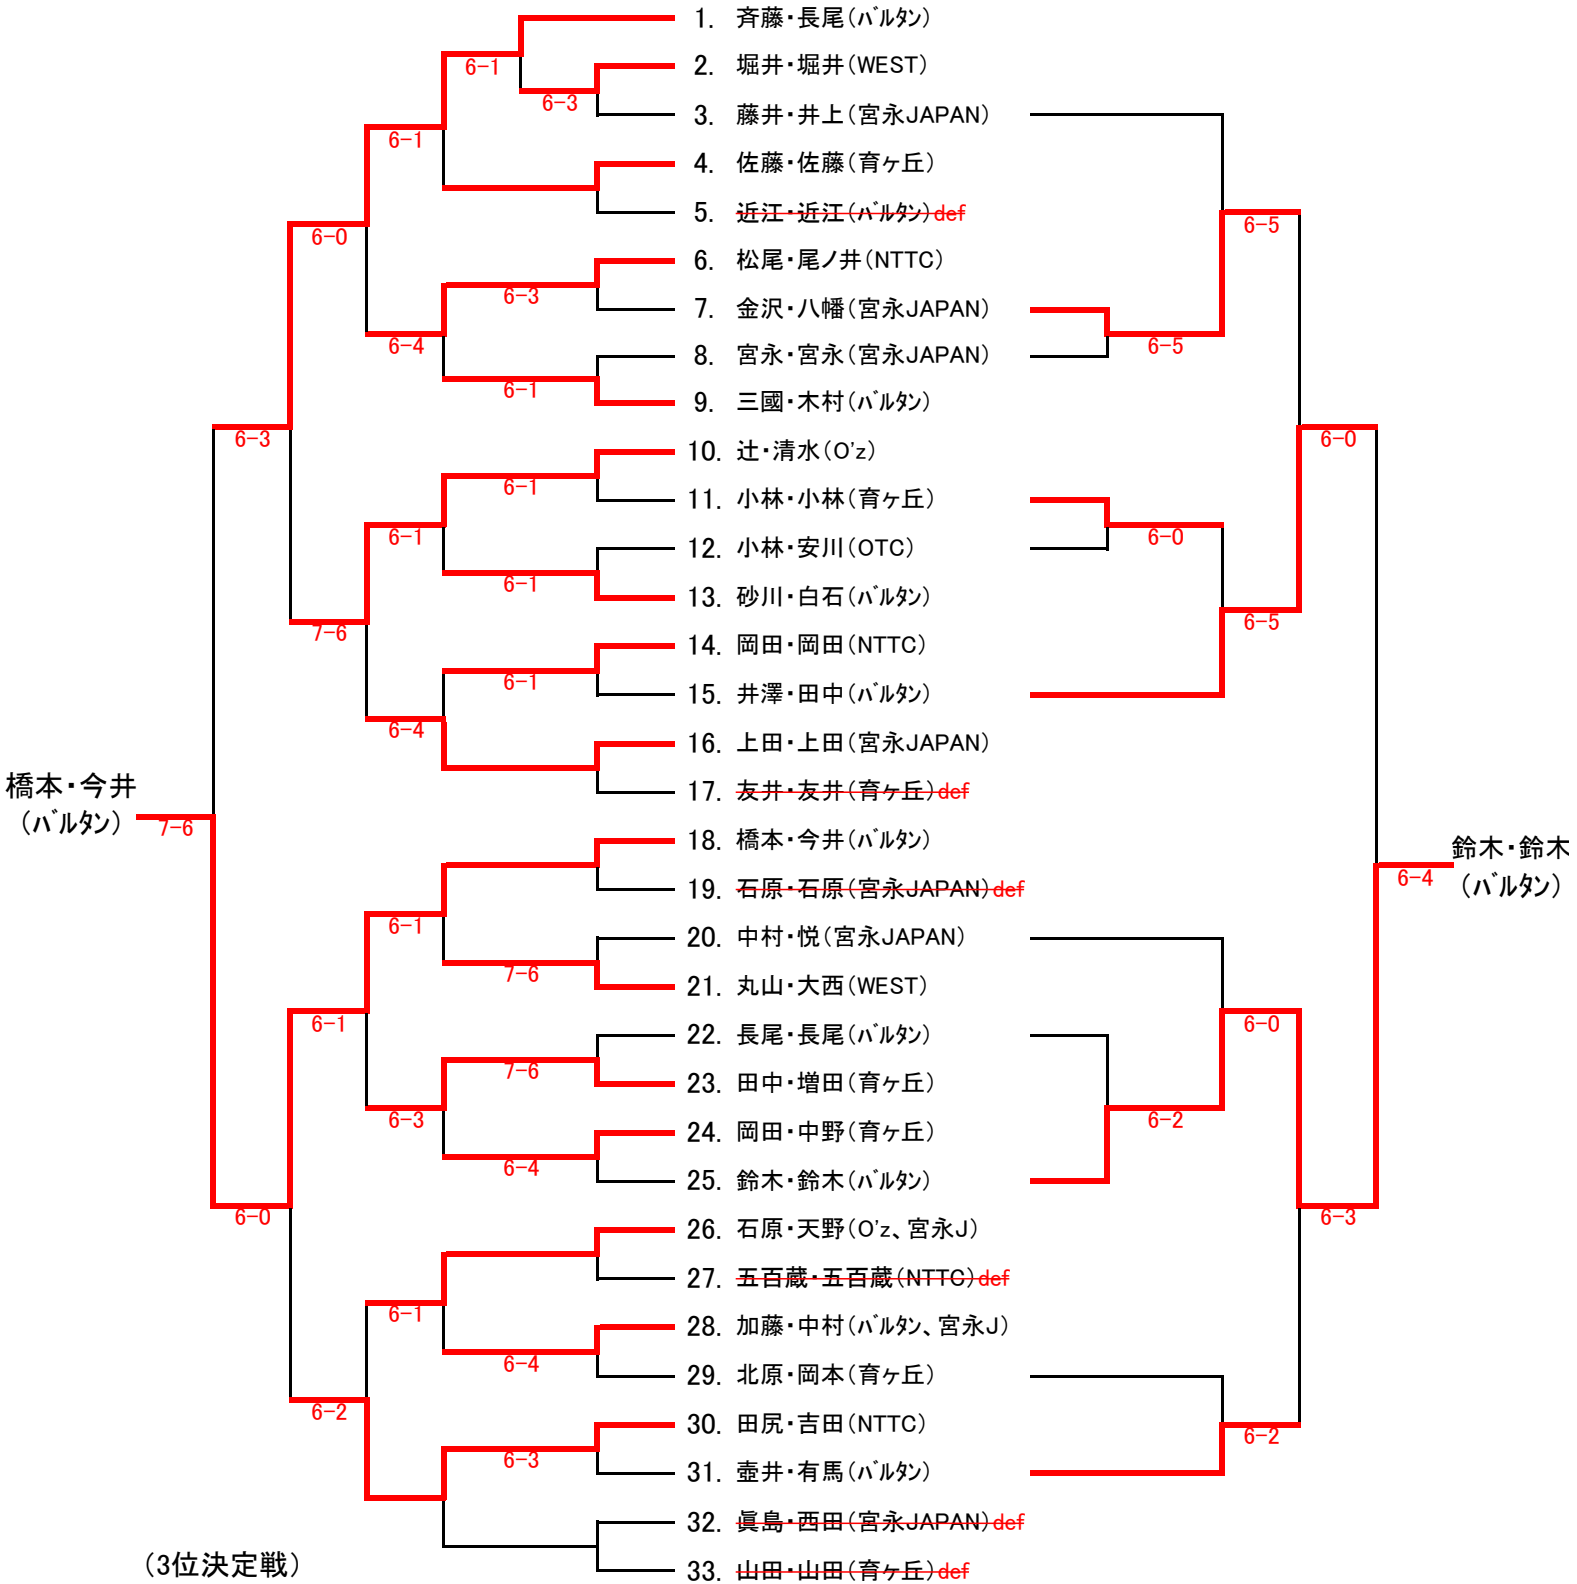 1. 斉藤・長尾(ﾊﾞﾙﾀﾝ)
6-1
2. 堀井・堀井(WEST)
6-3
3. 藤井・井上(宮永JAPAN)
6-1
4. 佐藤・佐藤(育ヶ丘)
5. 近江・近江(ﾊﾞﾙﾀﾝ)def
6-5
6-0
6. 松尾・尾ノ井(NTTC)
6-3
7. 金沢・八幡(宮永JAPAN)
6-4
6-5
8. 宮永・宮永(宮永JAPAN)
6-1
9. 三國・木村(ﾊﾞﾙﾀﾝ)
6-3
6-0
10. 辻・清水(O'z)
6-1
11. 小林・小林(育ヶ丘)
6-1
6-0
12. 小林・安川(OTC)
6-1
13. 砂川・白石(ﾊﾞﾙﾀﾝ)
7-6
6-5
14. 岡田・岡田(NTTC)
6-1
15. 井澤・田中(ﾊﾞﾙﾀﾝ)
6-4
16. 上田・上田(宮永JAPAN)
17. 友井・友井(育ヶ丘)def
橋本・今井
(ﾊﾞﾙﾀﾝ)
7-6
18. 橋本・今井(ﾊﾞﾙﾀﾝ)
鈴木・鈴木
(ﾊﾞﾙﾀﾝ)
6-4
19. 石原・石原(宮永JAPAN)def
6-1
20. 中村・悦(宮永JAPAN)
7-6
21. 丸山・大西(WEST)
6-1
6-0
22. 長尾・長尾(ﾊﾞﾙﾀﾝ)
7-6
23. 田中・増田(育ヶ丘)
6-3
6-2
24. 岡田・中野(育ヶ丘)
6-4
25. 鈴木・鈴木(ﾊﾞﾙﾀﾝ)
6-0
6-3
26. 石原・天野(O'z、宮永J)
27. 五百蔵・五百蔵(NTTC)def
6-1
28. 加藤・中村(ﾊﾞﾙﾀﾝ、宮永J)
6-4
29. 北原・岡本(育ヶ丘)
6-2
30. 田尻・吉田(NTTC)
6-2
6-3
31. 壺井・有馬(ﾊﾞﾙﾀﾝ)
32. 眞島・西田(宮永JAPAN)def
(3位決定戦)
33. 山田・山田(育ヶ丘)def